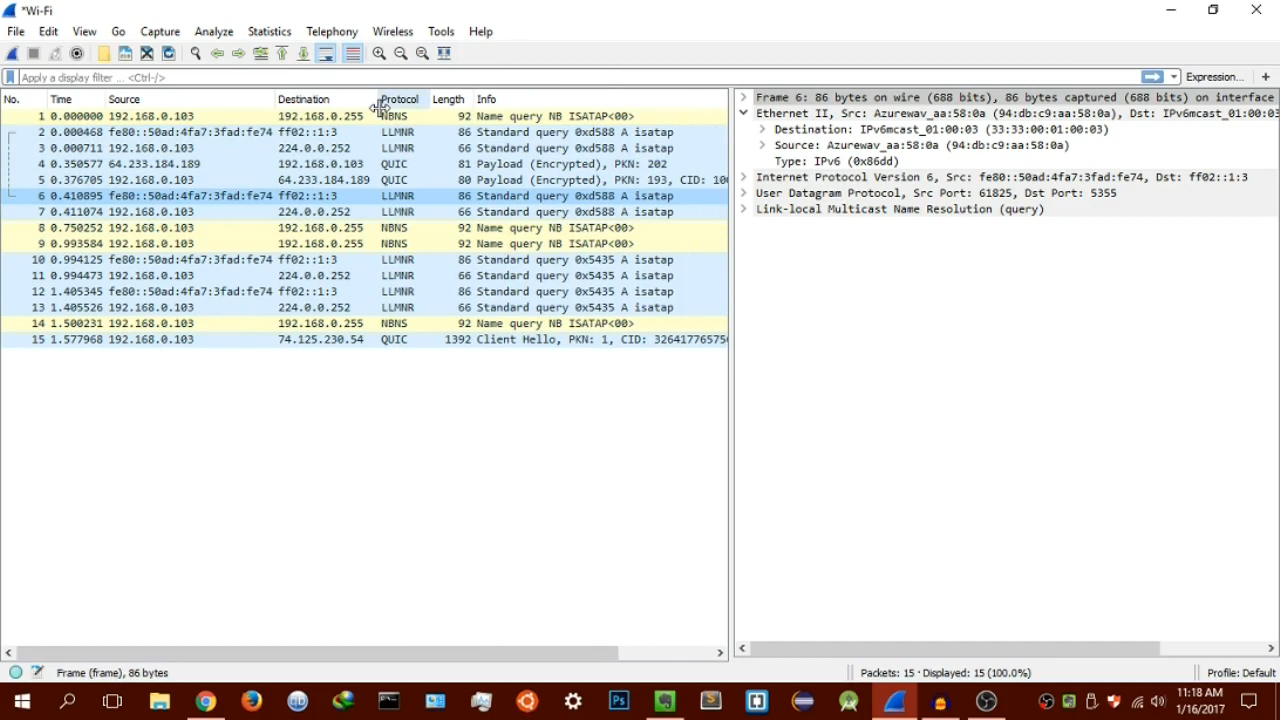 *Wi-Fi
File Edit View Go Capture Analyze Statistics Telephony Wireless Tools Help
Apply a display filter ... <Ctrl-/> Expression... +
No. Time Source Destination Protocol Length Info
1 0.000000 192.168.0.103 192.168.0.255 NBNS 92 Name query NB ISATAP<00>
2 0.000468 fe80::50ad:4fa7:3fad:fe74 ff02::1:3 LLMNR 86 Standard query 0xd588 A isatap
3 0.000711 192.168.0.103 224.0.0.252 LLMNR 66 Standard query 0xd588 A isatap
4 0.350577 64.233.184.189 192.168.0.103 QUIC 81 Payload (Encrypted), PKN: 202
5 0.376705 192.168.0.103 64.233.184.189 QUIC 80 Payload (Encrypted), PKN: 193, CID: 106
6 0.410895 fe80::50ad:4fa7:3fad:fe74 ff02::1:3 LLMNR 86 Standard query 0xd588 A isatap
7 0.411074 192.168.0.103 224.0.0.252 LLMNR 66 Standard query 0xd588 A isatap
8 0.750252 192.168.0.103 192.168.0.255 NBNS 92 Name query NB ISATAP<00>
9 0.993584 192.168.0.103 192.168.0.255 NBNS 92 Name query NB ISATAP<00>
10 0.994125 fe80::50ad:4fa7:3fad:fe74 ff02::1:3 LLMNR 86 Standard query 0x5435 A isatap
11 0.994473 192.168.0.103 224.0.0.252 LLMNR 66 Standard query 0x5435 A isatap
12 1.405345 fe80::50ad:4fa7:3fad:fe74 ff02::1:3 LLMNR 86 Standard query 0x5435 A isatap
13 1.405526 192.168.0.103 224.0.0.252 LLMNR 66 Standard query 0x5435 A isatap
14 1.500231 192.168.0.103 192.168.0.255 NBNS 92 Name query NB ISATAP<00>
15 1.577968 192.168.0.103 74.125.230.54 QUIC 1392 Client Hello, PKN: 1, CID: 326417765756
Frame 6: 86 bytes on wire (688 bits), 86 bytes captured (688 bits) on interface
Ethernet II, Src: Azurewav_aa:58:0a (94:db:c9:aa:58:0a), Dst: IPv6mcast_01:00:03
Destination: IPv6mcast_01:00:03 (33:33:00:01:00:03)
Source: Azurewav_aa:58:0a (94:db:c9:aa:58:0a)
Type: IPv6 (0x86dd)
Internet Protocol Version 6, Src: fe80::50ad:4fa7:3fad:fe74, Dst: ff02::1:3
User Datagram Protocol, Src Port: 61825, Dst Port: 5355
Link-local Multicast Name Resolution (query)
Frame (frame), 86 bytes Packets: 15 · Displayed: 15 (100.0%) Profile: Default
Ps
11:18 AM
1/16/2017